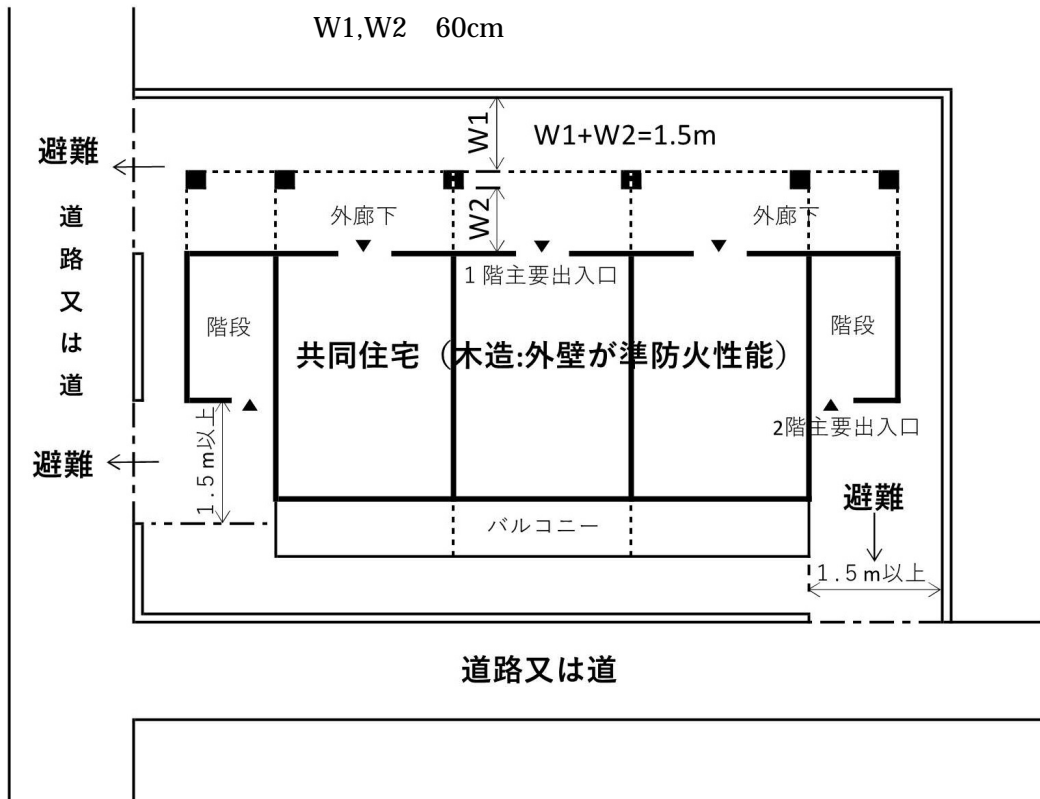 W1,W2　60cm
W1
W1+W2=1.5m
避難
道路又は道
外廊下
W2
外廊下
1階主要出入口
階段
階段
共同住宅（木造:外壁が準防火性能）
2階主要出入口
避難
1.5m以上
避難
バルコニー
1.5m以上
道路又は道